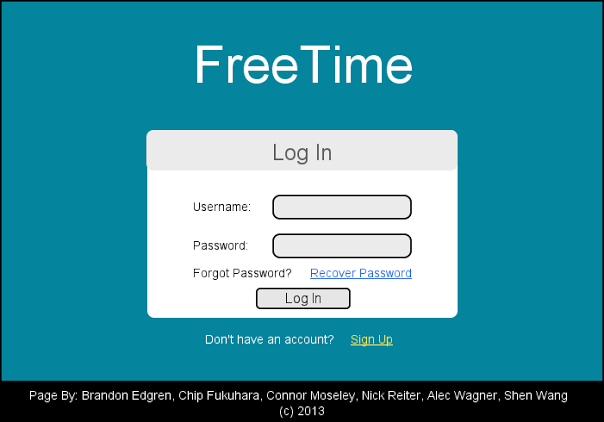 FreeTime
Log In
Username:
Password:
Forgot Password? Recover Password
Log In
Don't have an account? Sign Up
Page By: Brandon Edgren, Chip Fukuhara, Connor Moseley, Nick Reiter, Alec Wagner, Shen Wang
(c) 2013